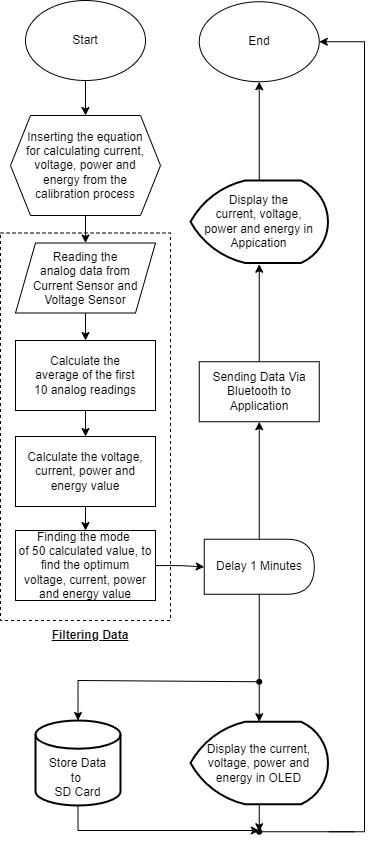 Start
Inserting the equation
for calculating current,
voltage, power and
energy from the
calibration process
Reading the
analog data from
Current Sensor and
Voltage Sensor
Calculate the
average of the first
10 analog readings
Calculate the voltage,
current, power and
energy value
Finding the mode
of 50 calculated value, to
find the optimum
voltage, current, power
and energy value
Filtering Data
Delay 1 Minutes
Sending Data Via
Bluetooth to
Application
Display the
current, voltage,
power and energy in
Appication
End
Store Data
to
SD Card
Display the current,
voltage, power and
energy in OLED